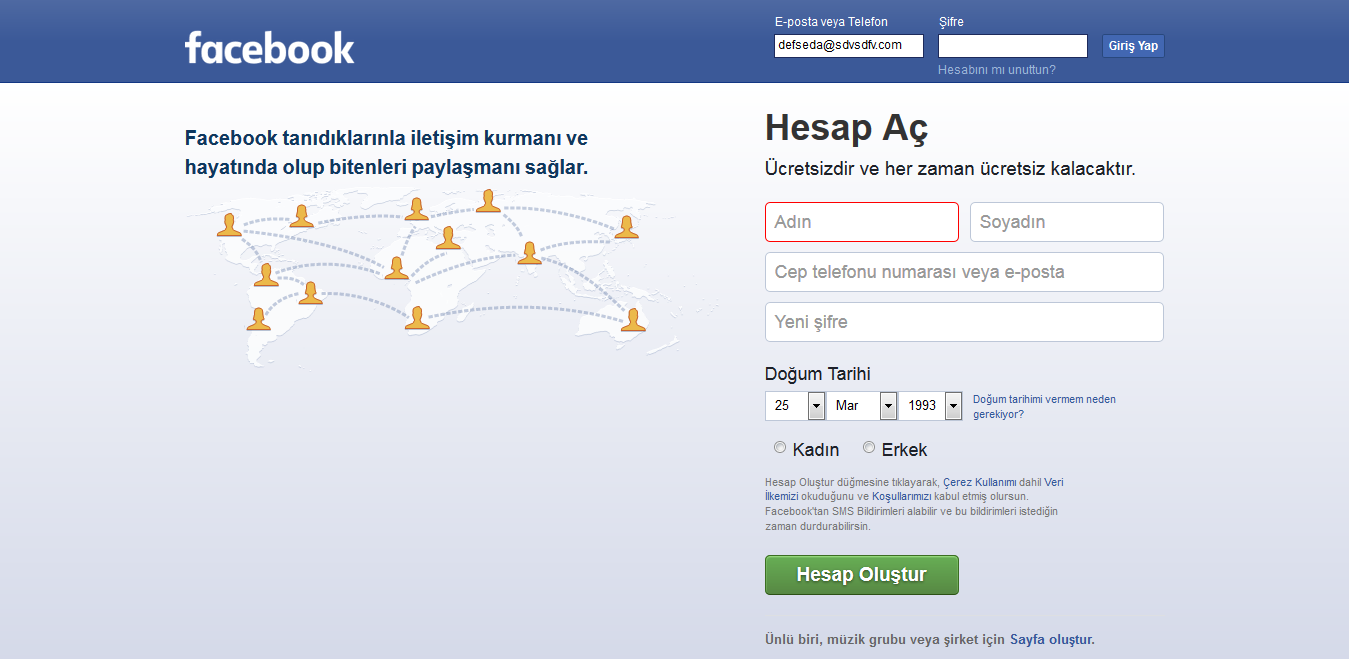 facebook
E-posta veya Telefon
Şifre
defseda@sdvsdfv.com
Giriş Yap
Hesabını mı unuttun?
Facebook tanıdıklarınla iletişim kurmanı ve
hayatında olup bitenleri paylaşmanı sağlar.
Hesap Aç
Ücretsizdir ve her zaman ücretsiz kalacaktır.
Adın
Soyadın
Cep telefonu numarası veya e-posta
Yeni şifre
Doğum Tarihi
25 Mar 1993
Doğum tarihimi vermem neden
gerekiyor?
Kadın
Erkek
Hesap Oluştur düğmesine tıklayarak, Çerez Kullanımı dahil Veri
İlkemizi okuduğunu ve Koşullarımızı kabul etmiş olursun.
Facebook'tan SMS Bildirimleri alabilir ve bu bildirimleri istediğin
zaman durdurabilirsin.
Hesap Oluştur
Ünlü biri, müzik grubu veya şirket için Sayfa oluştur.